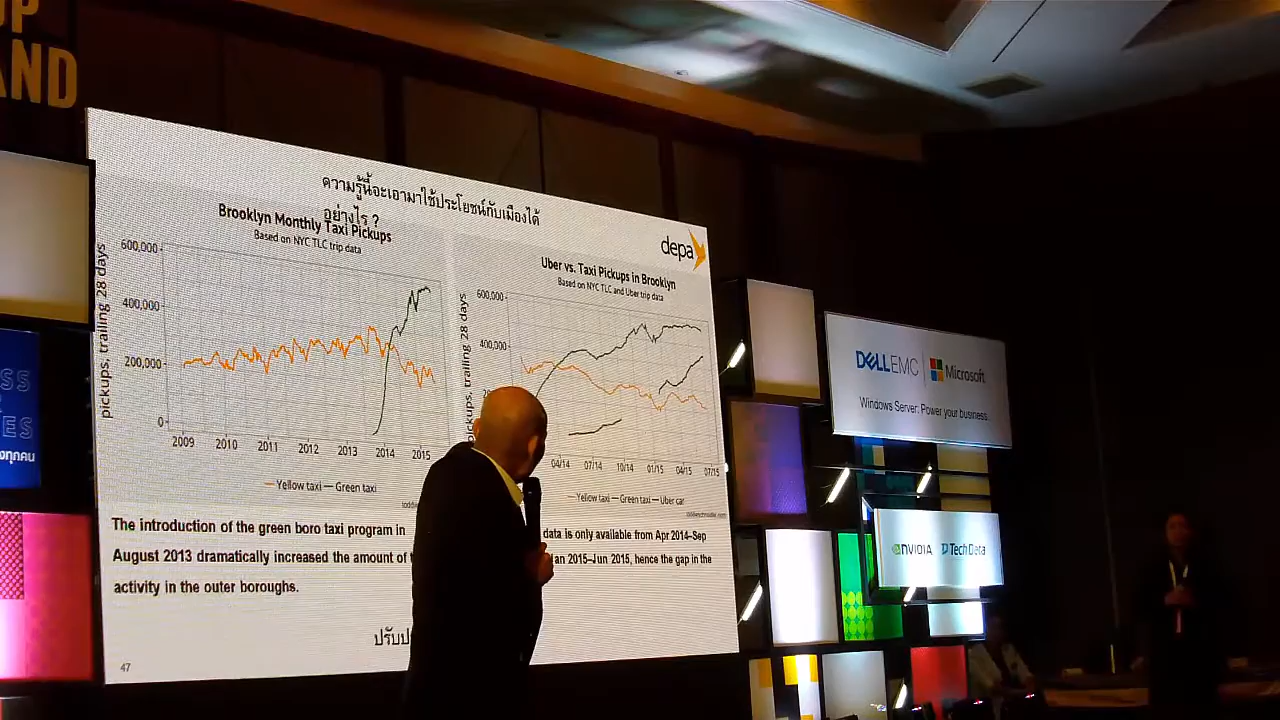 UP
AND
ความรู้นี้จะเอามาใช้ประโยชน์กับเมืองได้
อย่างไร ?
depa
Brooklyn Monthly Taxi Pickups
Based on NYC TLC trip data
pickups, trailing 28 days
600,000
400,000
200,000
0
2009 2010 2011 2012 2013 2014 2015
Yellow taxi Green taxi
Uber vs. Taxi Pickups in Brooklyn
Based on NYC TLC and Uber trip data
pickups, trailing 28 days
600,000
400,000
04/14 07/14 10/14 01/15 04/15 07/15
Yellow taxi Green taxi Uber car
The introduction of the green boro taxi program in
August 2013 dramatically increased the amount of
activity in the outer boroughs.
data is only available from Apr 2014–Sep
an 2015–Jun 2015, hence the gap in the
47
DELL EMC Microsoft
Windows Server: Power your business.
NVIDIA Tech Data